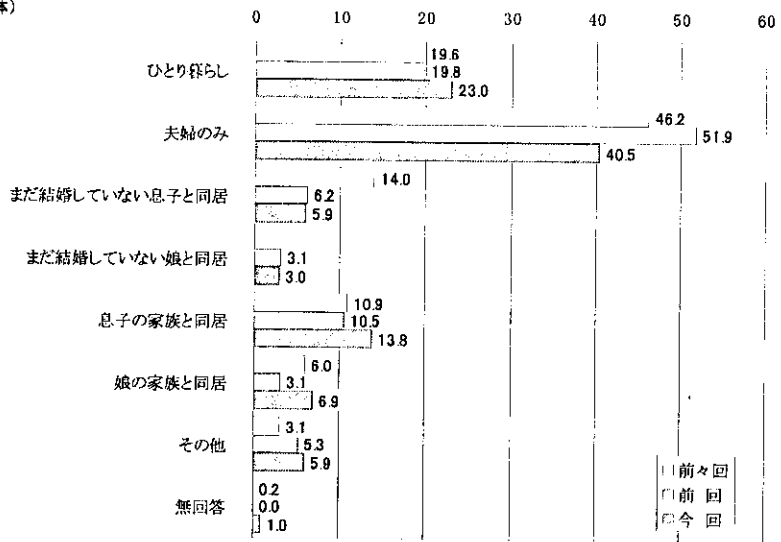 体）
0 10 20 30 40 50 60
ひとり暮らし
19.6
19.8
23.0
夫婦のみ
46.2
51.9
40.5
まだ結婚していない息子と同居
14.0
6.2
5.9
まだ結婚していない娘と同居
3.1
3.0
息子の家族と同居
10.9
10.5
13.8
娘の家族と同居
6.0
3.1
6.9
その他
3.1
5.3
5.9
無回答
0.2
0.0
1.0
前々回
前 回
今 回